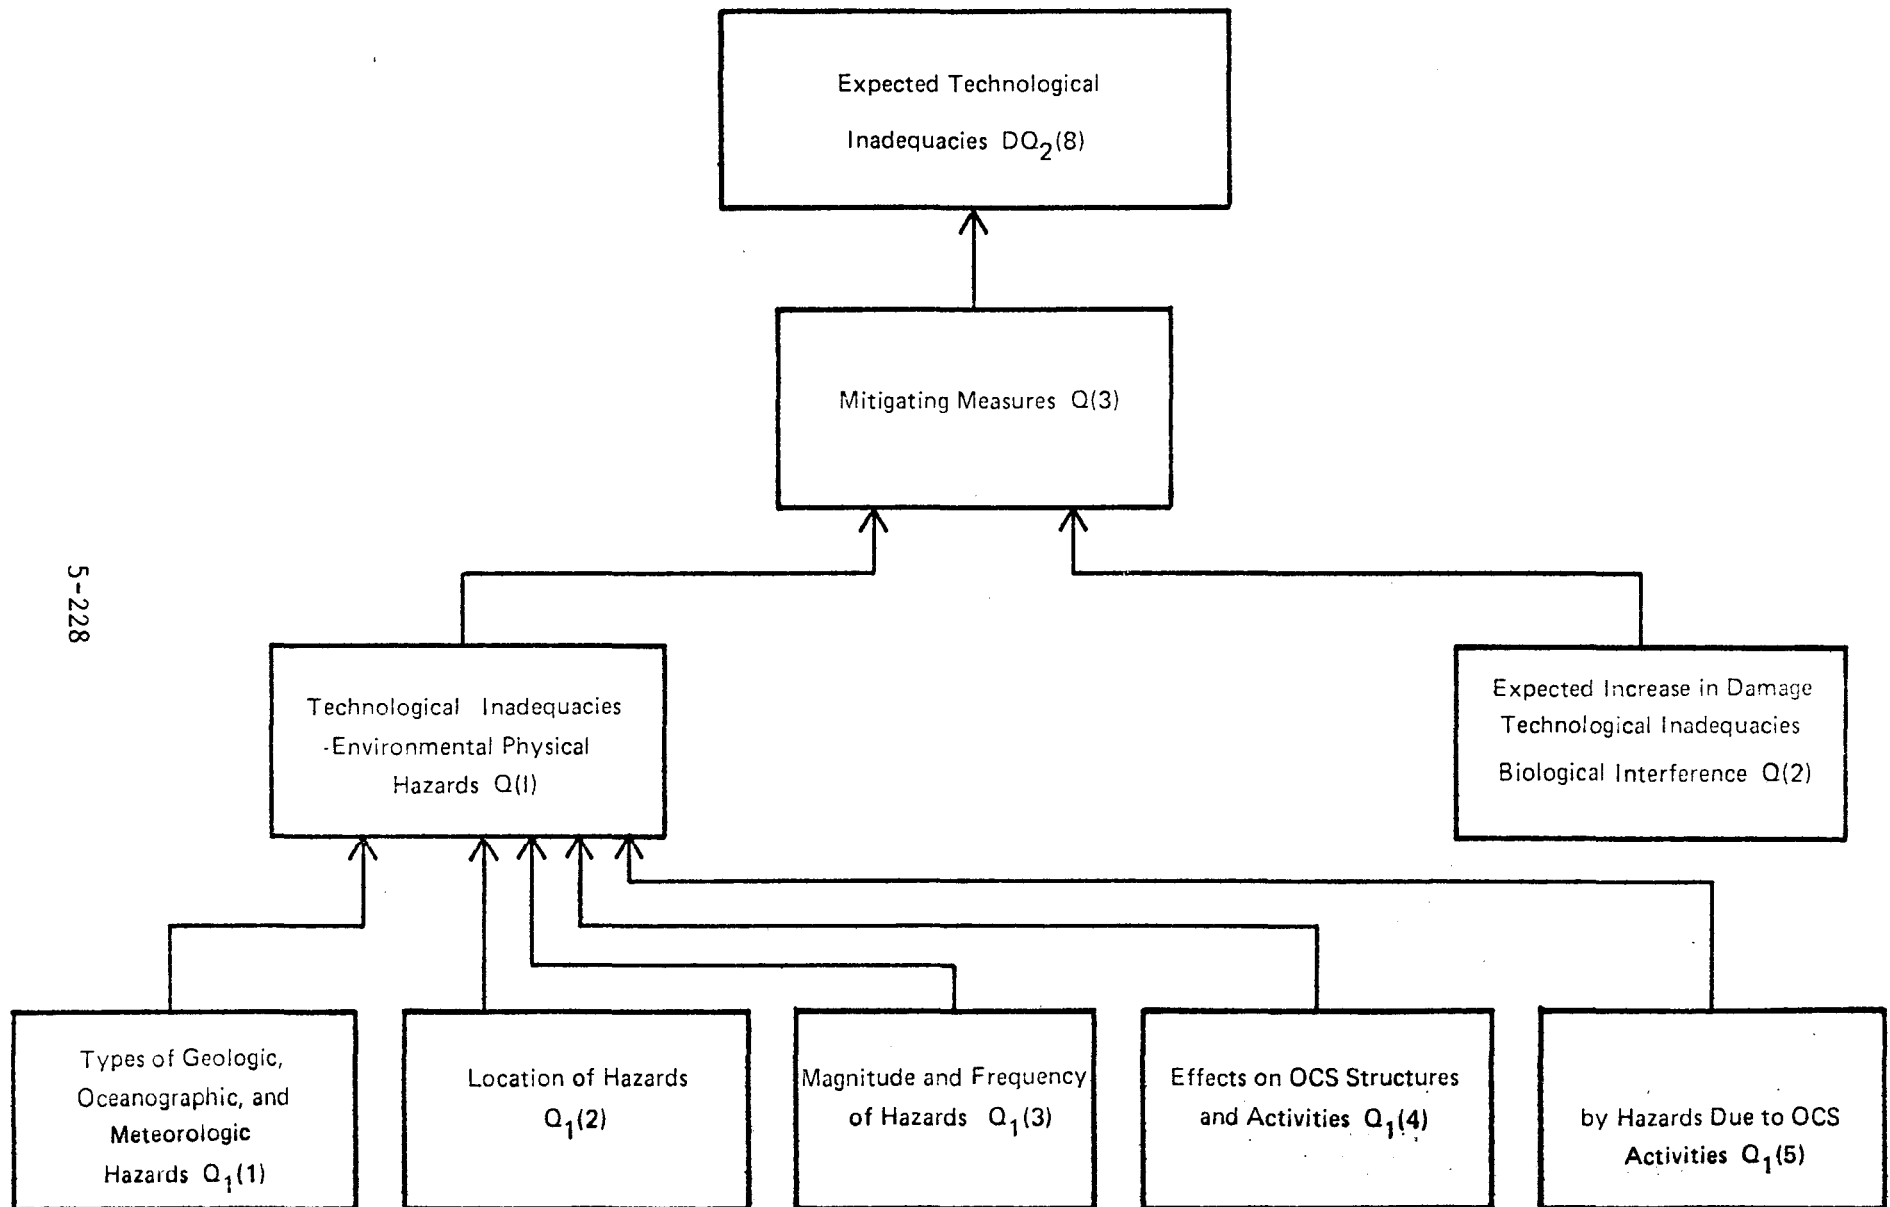 Expected Technological
Inadequacies DQ2(8)
Mitigating Measures Q(3)
5-228
Technological Inadequacies
-Environmental Physical
Hazards Q(I)
Expected Increase in Damage
Technological Inadequacies
Biological Interference Q(2)
Types of Geologic,
Oceanographic, and
Meteorologic
Hazards Q1(1)
Location of Hazards
Q1(2)
Magnitude and Frequency
of Hazards Q1(3)
Effects on OCS Structures
and Activities Q1(4)
by Hazards Due to OCS
Activities Q1(5)